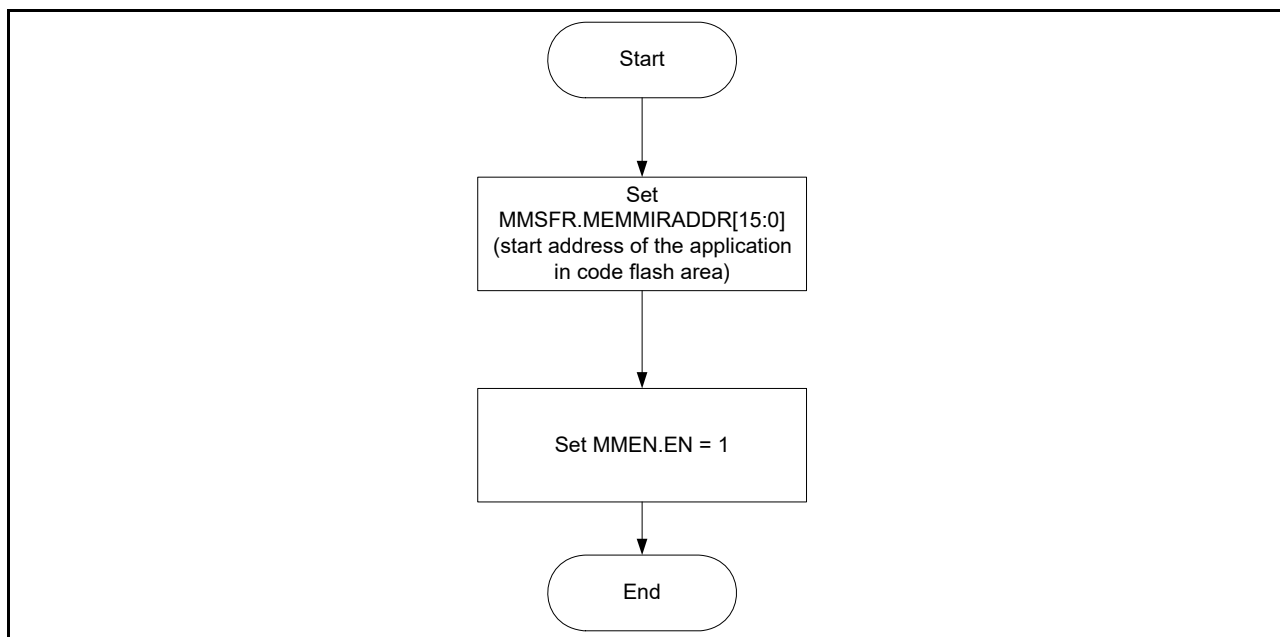 Start
Set
MMSFR.MEMMIRADDR[15:0]
(start address of the application
in code flash area)
Set MMEN.EN = 1
End